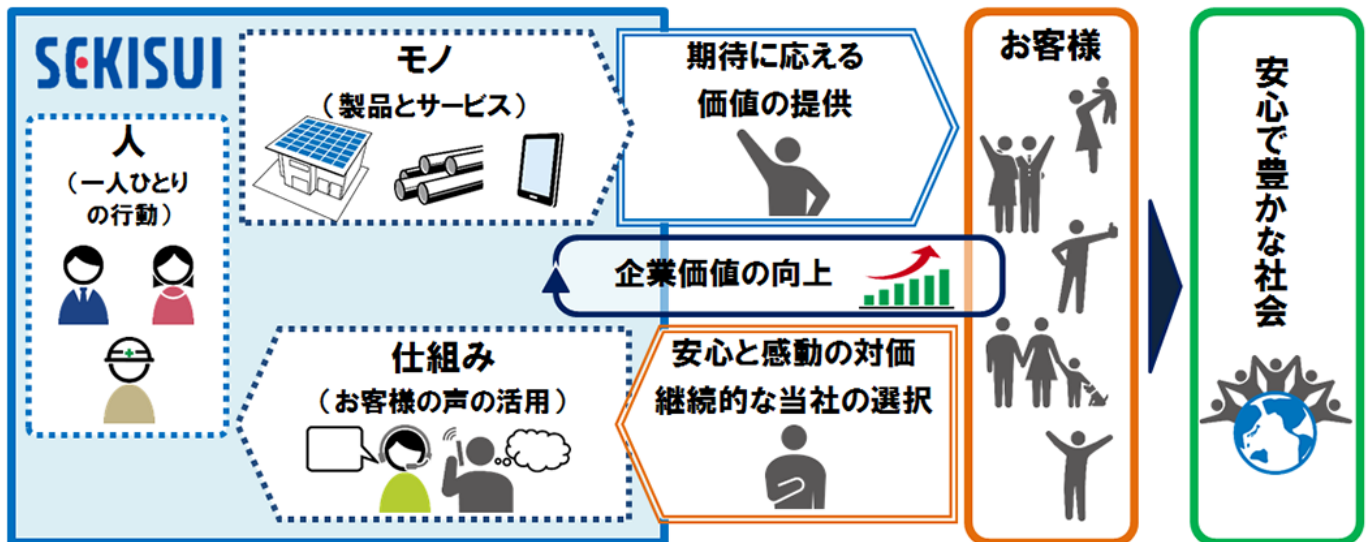 SEKISUI
人
（一人ひとり
の行動）
モノ
（製品とサービス）
期待に応える
価値の提供
企業価値の向上
仕組み
（お客様の声の活用）
安心と感動の対価
継続的な当社の選択
お客様
安心で豊かな社会